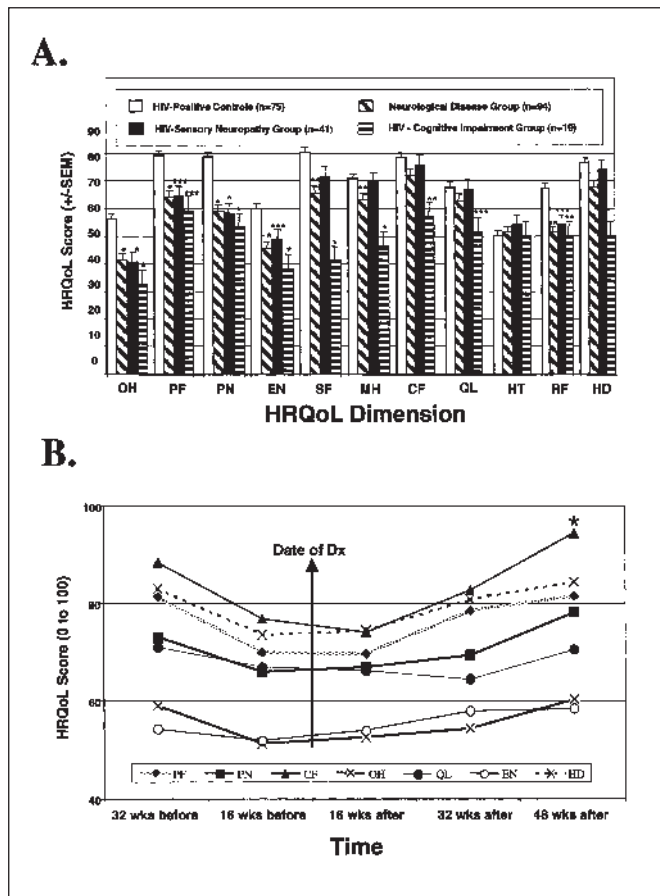 A.
HIV-Positive Controls (n=75) Neurological Disease Group (n=94)
HIV-Sensory Neuropathy Group (n=41) HIV - Cognitive Impairment Group (n=19)
HRQoL Score (+/-SEM)
90
80
70
60
50
40
30
20
10
0
OH PF PN EN SF MH CF QL HT RF HD
HRQoL Dimension
B.
HRQoL Score (0 to 100)
100
80
60
40
Date of Dx
*
PF PN CF OH QL EN HD
32 wks before 16 wks before 16 wks after 32 wks after 48 wks after
Time